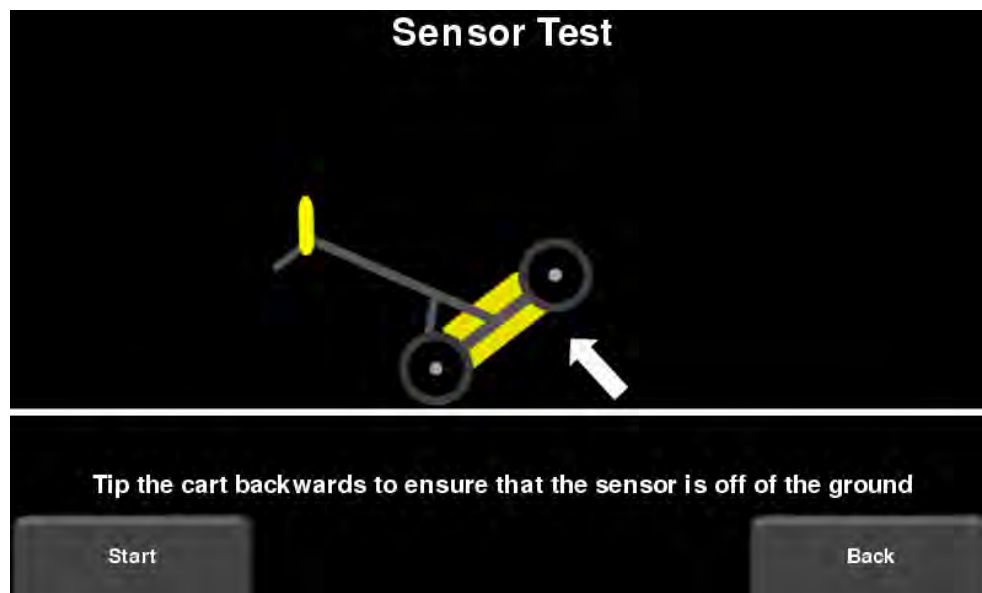 Sensor Test
Tip the cart backwards to ensure that the sensor is off of the ground
Start
Back